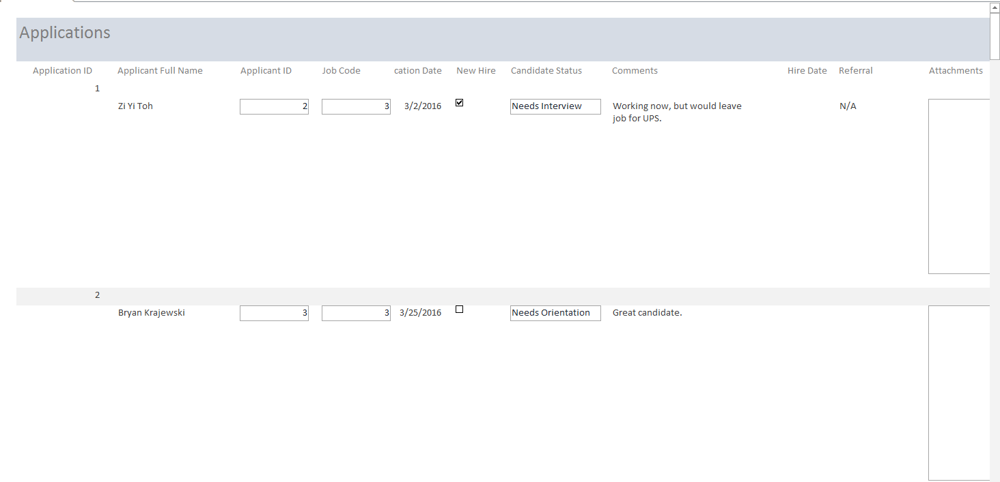 Applications
Application ID Applicant Full Name Applicant ID Job Code cation Date New Hire Candidate Status Comments Hire Date Referral Attachments
1
Zi Yi Toh 2 3 3/2/2016 Needs Interview Working now, but would leave N/A
job for UPS.
2
Bryan Krajewski 3 3 3/25/2016 Needs Orientation Great candidate.